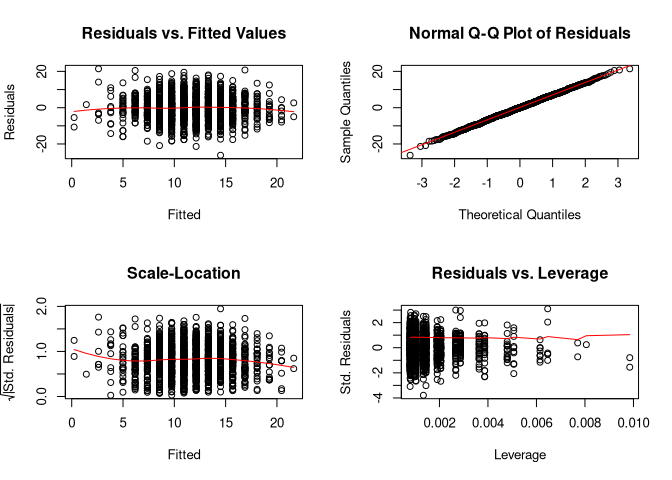 Residuals vs. Fitted Values
Residuals
20
0
-20
0 5 10 15 20
Fitted
Normal Q-Q Plot of Residuals
Sample Quantiles
20
0
-20
-3 -2 -1 0 1 2 3
Theoretical Quantiles
Scale-Location
√|Std. Residuals|
2.0
1.0
0.0
0 5 10 15 20
Fitted
Residuals vs. Leverage
Std. Residuals
2
0
-2
-4
0.002 0.004 0.006 0.008 0.010
Leverage